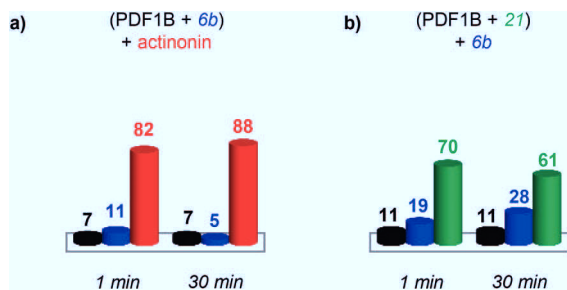 a)
(PDF1B + 6b)
+ actinonin
82
88
7
11
7
5
1 min
30 min
b)
(PDF1B + 21)
+ 6b
70
61
11
19
11
28
1 min
30 min